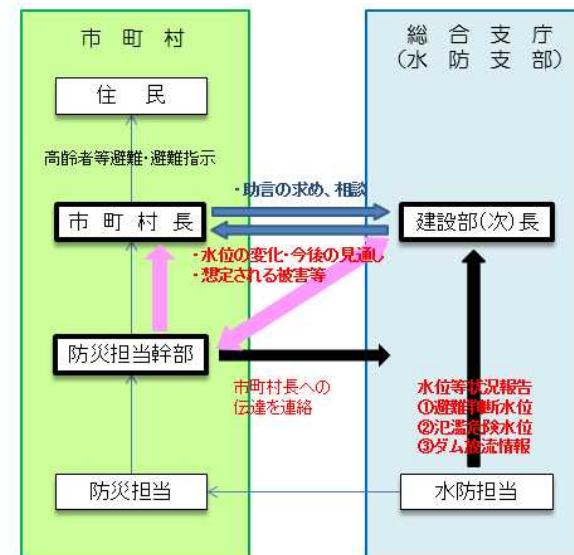 市 町 村
総 合 支 庁
（水 防 支 部）
住 民
高齢者等避難・避難指示
・助言の求め、相談
市 町 村 長
建設部(次)長
・水位の変化・今後の見通し
・想定される被害等
防災担当幹部
市町村長への
伝達を連絡
水位等状況報告
①避難判断水位
②氾濫危険水位
③ダム放流情報
防災担当
水防担当